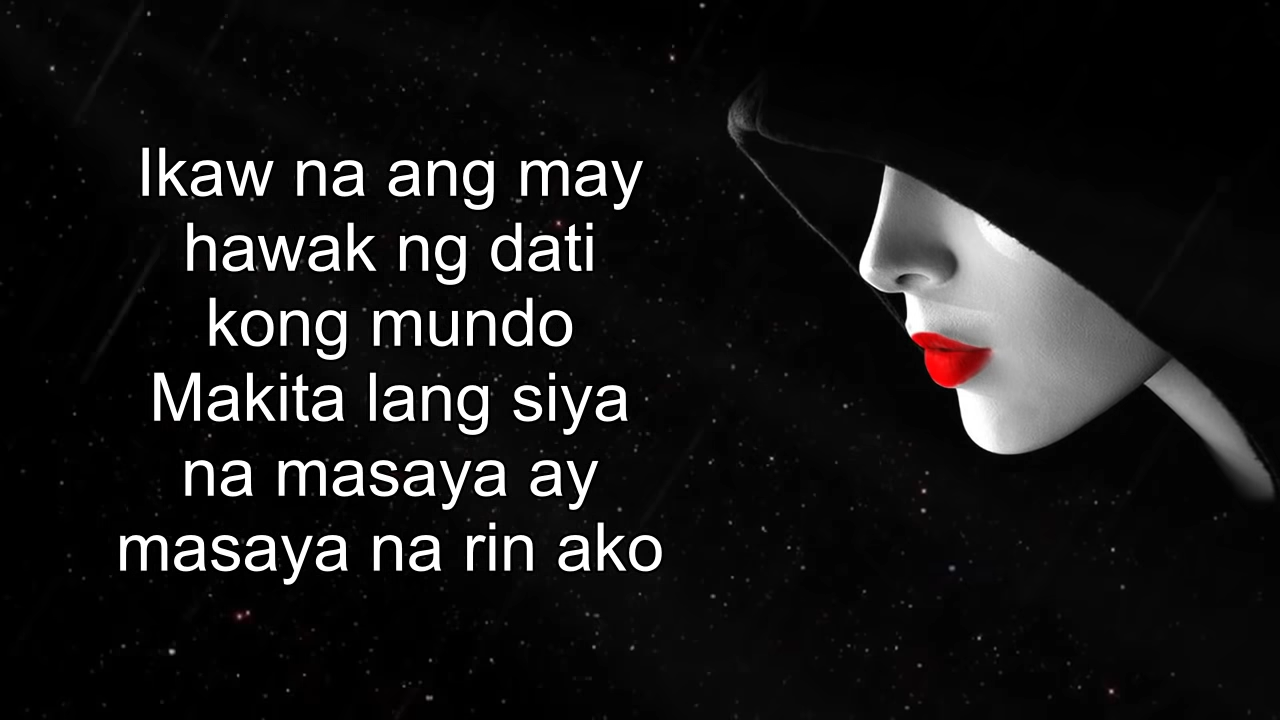 Ikaw na ang may
hawak ng dati
kong mundo
Makita lang siya
na masaya ay
masaya na rin ako